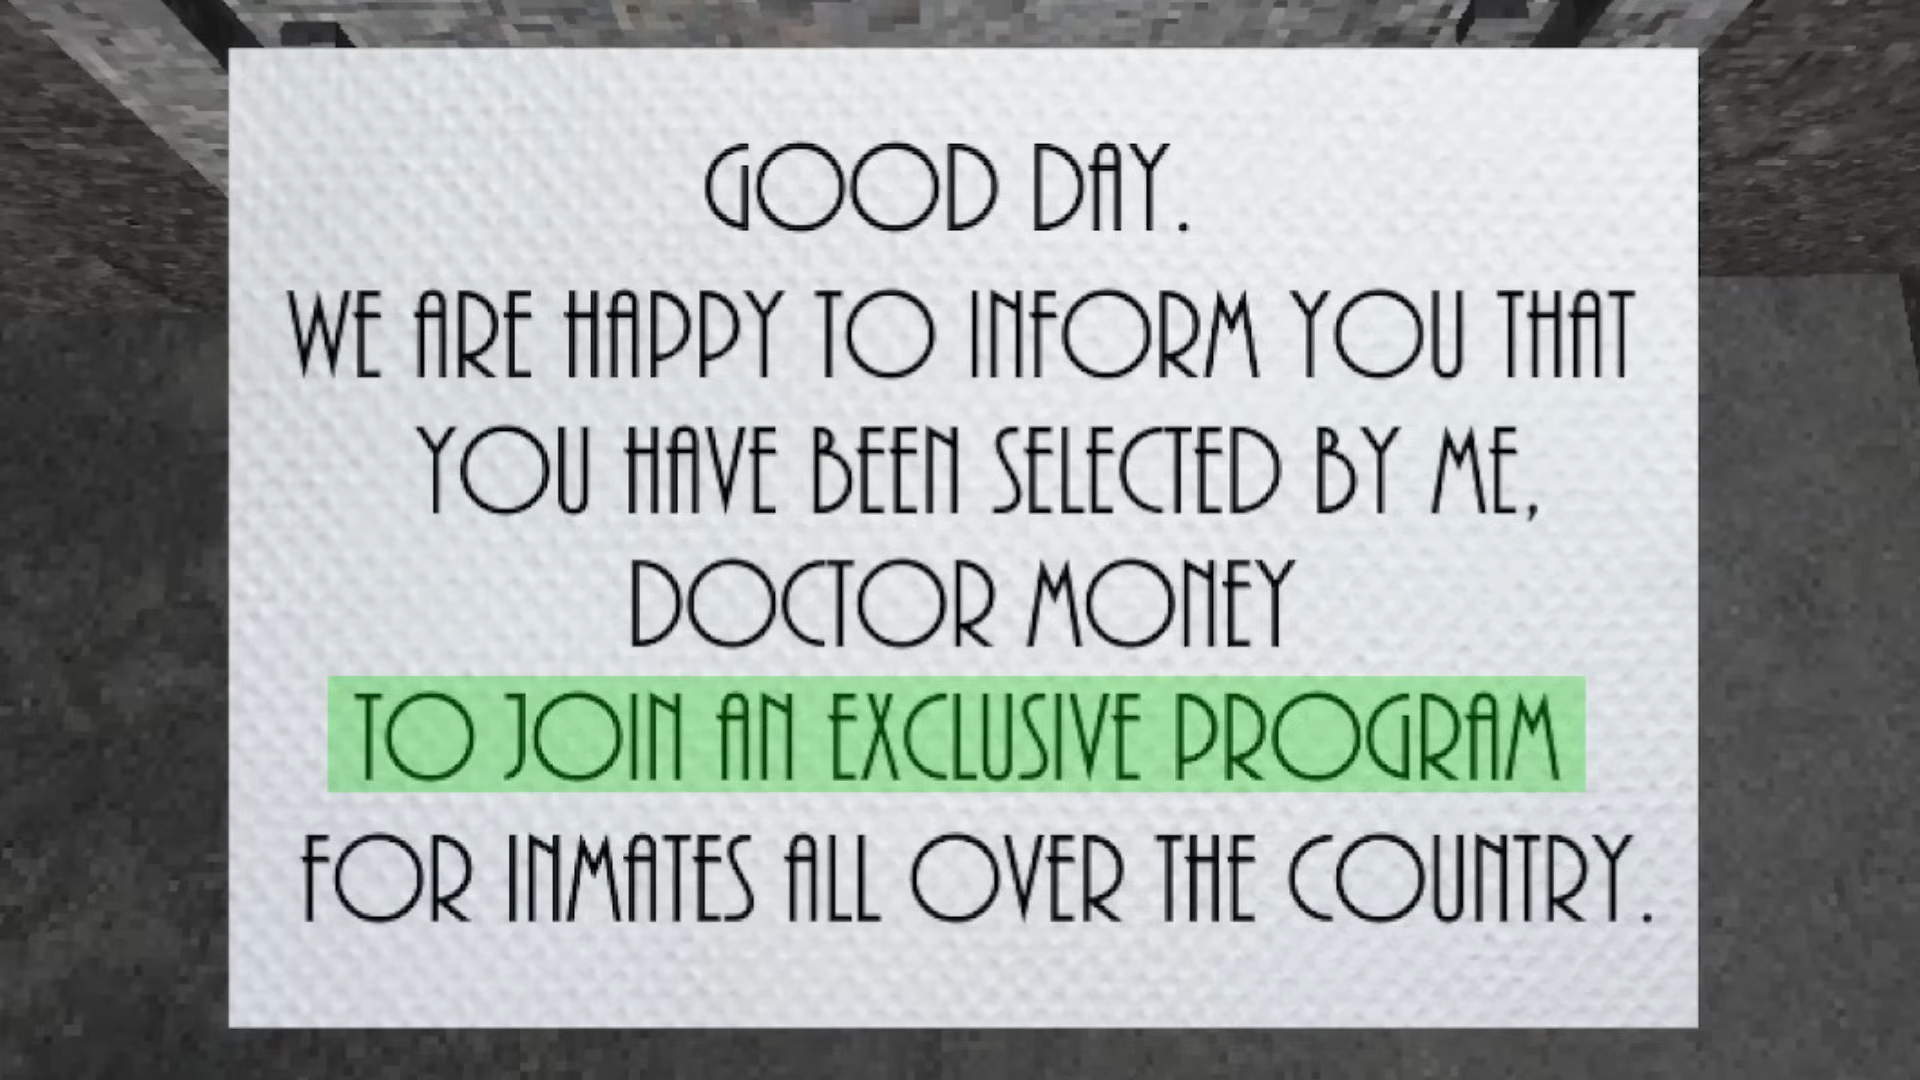 GOOD DAY.
WE ARE HAPPY TO INFORM YOU THAT
YOU HAVE BEEN SELECTED BY ME,
DOCTOR MONEY
TO JOIN AN EXCLUSIVE PROGRAM
FOR INMATES ALL OVER THE COUNTRY.